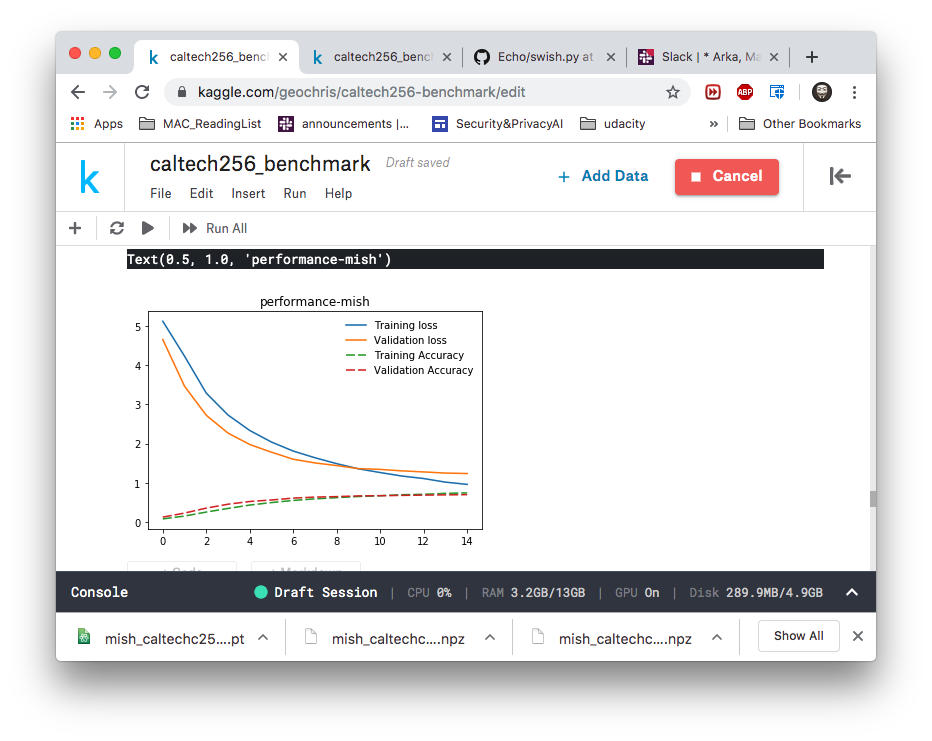 caltech256_benc caltech256_benc Echo/swish.py at Slack | * Arka, Ma
kaggle.com/geochris/caltech256-benchmark/edit
ABP
Apps MAC_ReadingList announcements |... Security&PrivacyAI udacity » Other Bookmarks
k caltech256_benchmark Draft saved
+ Add Data Cancel
File Edit Insert Run Help
Run All
Text(0.5, 1.0, 'performance-mish')
performance-mish
Training loss
Validation loss
Training Accuracy
Validation Accuracy
5
4
3
2
1
0
0 2 4 6 8 10 12 14
+ Code + Markdown
Console Draft Session | CPU 0% | RAM 3.2GB/13GB | GPU On | Disk 289.9MB/4.9GB
mish_caltechc25....pt mish_caltechc....npz mish_caltechc....npz Show All